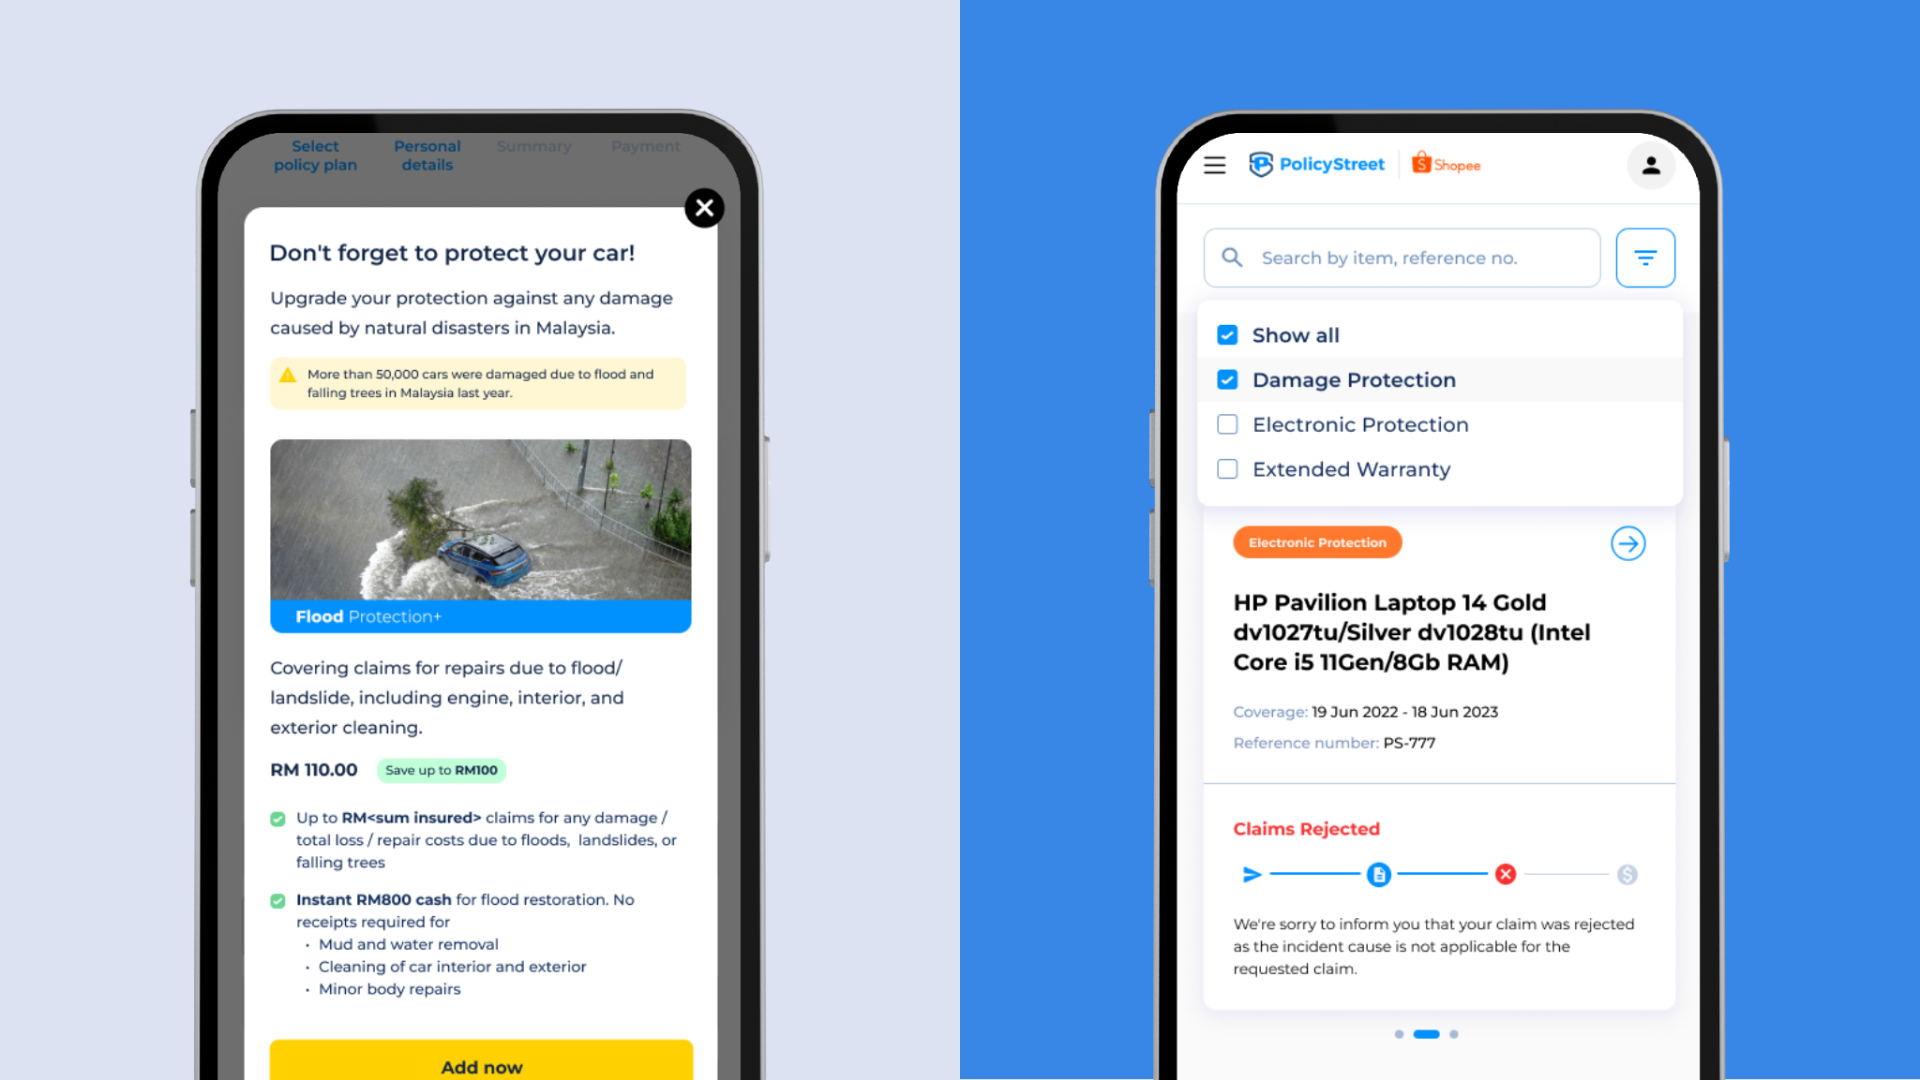 Select
policy plan
Personal
details
Summary
Payment
Don't forget to protect your car!
Upgrade your protection against any damage
caused by natural disasters in Malaysia.
More than 50,000 cars were damaged due to flood and
falling trees in Malaysia last year.
Flood Protection+
Covering claims for repairs due to flood/
landslide, including engine, interior, and
exterior cleaning.
RM 110.00
Save up to RM100
Up to RM<sum insured> claims for any damage /
total loss / repair costs due to floods, landslides, or
falling trees
Instant RM800 cash for flood restoration. No
receipts required for
• Mud and water removal
• Cleaning of car interior and exterior
• Minor body repairs
Add now
PolicyStreet
Shopee
Search by item, reference no.
Show all
Damage Protection
Electronic Protection
Extended Warranty
Electronic Protection
HP Pavilion Laptop 14 Gold
dv1027tu/Silver dv1028tu (Intel
Core i5 11Gen/8Gb RAM)
Coverage: 19 Jun 2022 - 18 Jun 2023
Reference number: PS-777
Claims Rejected
We're sorry to inform you that your claim was rejected
as the incident cause is not applicable for the
requested claim.